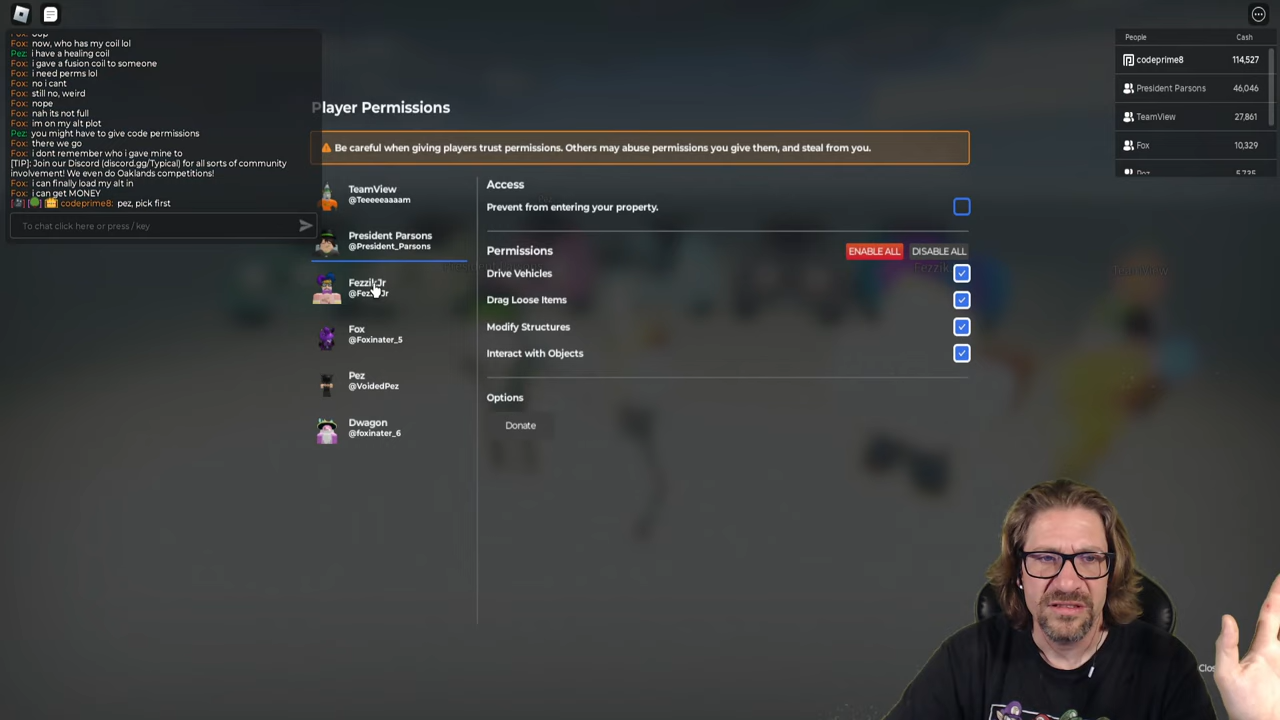 Fox: now, who has my coil lol
Pez: i have a healing coil
Fox: i gave a fusion coil to someone
Fox: i need perms lol
Fox: no i cant
Fox: still no, weird
Fox: nope
Fox: nah its not full
Fox: im on my alt plot
Pez: you might to give code permissions
Fox: there we go
Fox: i dont remember who i gave mine to
[TIP]: Join our Discord (discord.gg/Typical) for all sorts of community
involvement! We even do Oaklands competitions!
Fox: i can finally load my alt in
Fox: i can get MONEY
codeprime8: pez, pick first
To chat click here or press / key
Player Permissions
Be careful when giving players trust permissions. Others may abuse permissions you give them, and steal from you.
TeamView
@Teeeeeaaaam
President Parsons
@President_Parsons
FezzikJr
@FezzikJr
Fox
@Foxinater_5
Pez
@VoidedPez
Dwagon
@foxinater_6
Access
Prevent from entering your property.
Permissions
ENABLE ALL
DISABLE ALL
Drive Vehicles
Drag Loose Items
Modify Structures
Interact with Objects
Options
Donate
People Cash
codeprime8 114,527
President Parsons 46,046
TeamView 27,861
Fox 10,329
Pez 5,735